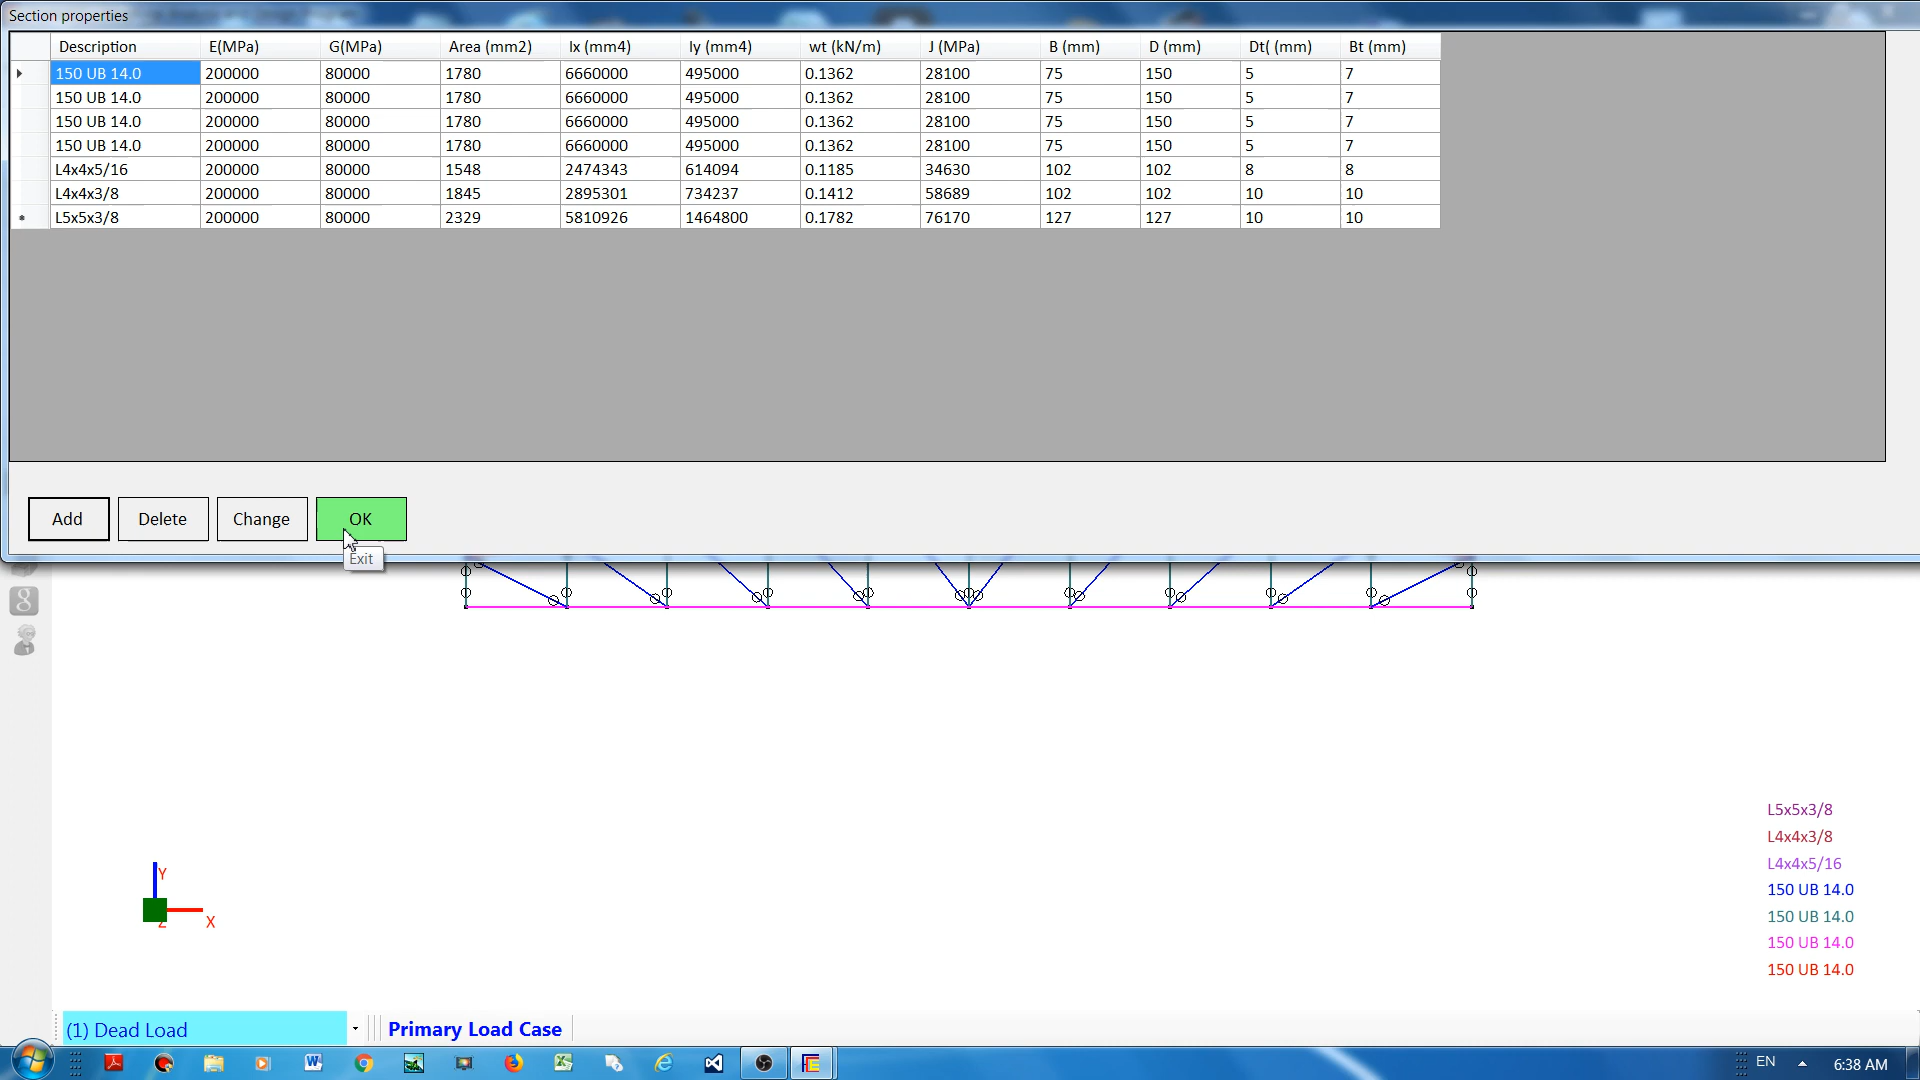 Section properties
Description E(MPa) G(MPa) Area (mm2) Ix (mm4) Iy (mm4) wt (kN/m) J (MPa) B (mm) D (mm) Dt( (mm) Bt (mm)
150 UB 14.0 200000 80000 1780 6660000 495000 0.1362 28100 75 150 5 7
150 UB 14.0 200000 80000 1780 6660000 495000 0.1362 28100 75 150 5 7
150 UB 14.0 200000 80000 1780 6660000 495000 0.1362 28100 75 150 5 7
150 UB 14.0 200000 80000 1780 6660000 495000 0.1362 28100 75 150 5 7
L4x4x5/16 200000 80000 1548 2474343 614094 0.1185 34630 102 102 8 8
L4x4x3/8 200000 80000 1845 2895301 734237 0.1412 58689 102 102 10 10
L5x5x3/8 200000 80000 2329 5810926 1464800 0.1782 76170 127 127 10 10
Add Delete Change OK
Exit
L5x5x3/8
L4x4x3/8
L4x4x5/16
150 UB 14.0
150 UB 14.0
150 UB 14.0
150 UB 14.0
Y
Z X
(1) Dead Load Primary Load Case
EN 6:38 AM